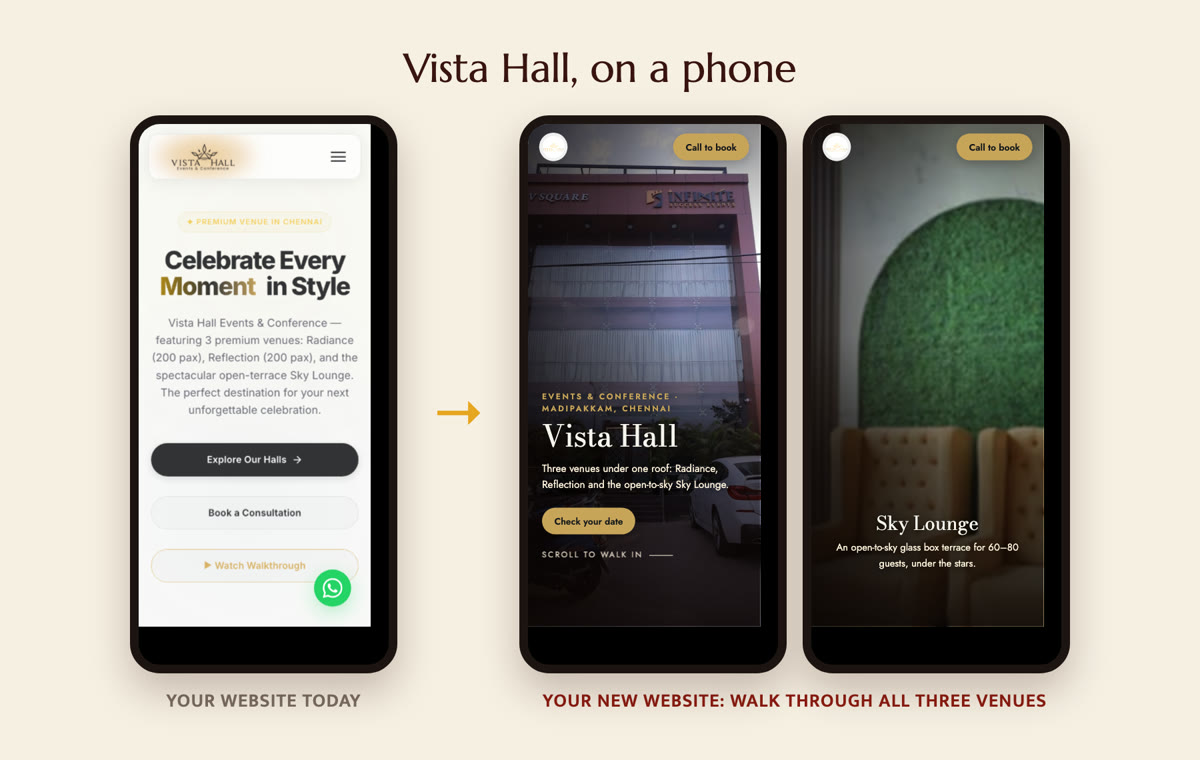 Vista Hall, on a phone
VISTA HALL
Events & Conference
✦ PREMIUM VENUE IN CHENNAI
Celebrate Every
Moment in Style
Vista Hall Events & Conference —
featuring 3 premium venues: Radiance
(200 pax), Reflection (200 pax), and the
spectacular open-terrace Sky Lounge.
The perfect destination for your next
unforgettable celebration.
Explore Our Halls →
Book a Consultation
▶ Watch Walkthrough
YOUR WEBSITE TODAY
Call to book
SQUARE
INFINITE
EVENTS & CONFERENCE ·
MADIPAKKAM, CHENNAI
Vista Hall
Three venues under one roof: Radiance,
Reflection and the open-to-sky Sky Lounge.
Check your date
SCROLL TO WALK IN
Call to book
Sky Lounge
An open-to-sky glass box terrace for 60–80
guests, under the stars.
YOUR NEW WEBSITE: WALK THROUGH ALL THREE VENUES